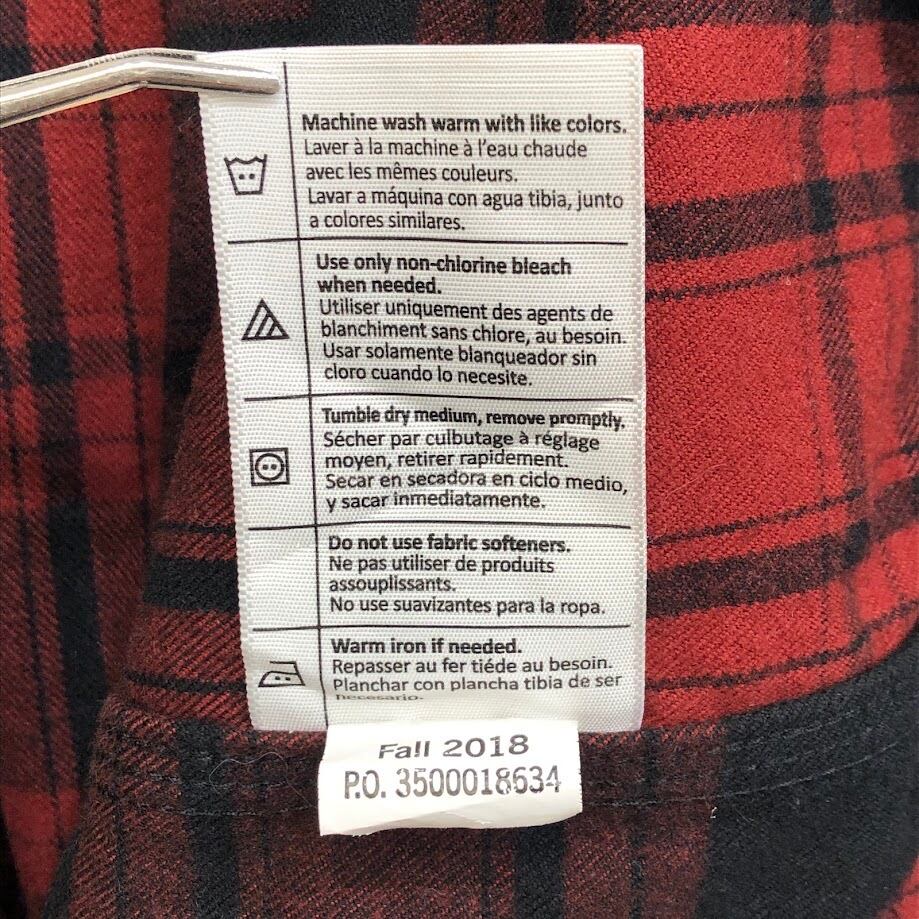 Machine wash warm with like colors.
Laver à la machine à l'eau chaude
avec les mêmes couleurs.
Lavar a máquina con agua tibia, junto
a colores similares.
Use only non-chlorine bleach
when needed.
Utiliser uniquement des agents de
blanchiment sans chlore, au besoin.
Usar solamente blanqueador sin
cloro cuando lo necesite.
Tumble dry medium, remove promptly.
Sécher par culbutage à réglage
moyen, retirer rapidement.
Secar en secadora en ciclo medio,
y sacar inmediatamente.
Do not use fabric softeners.
Ne pas utiliser de produits
assouplissants.
No use suavizantes para la ropa.
Warm iron if needed.
Repasser au fer tiéde au besoin.
Planchar con plancha tibia de ser
necesario.
Fall 2018
P.O. 3500018634